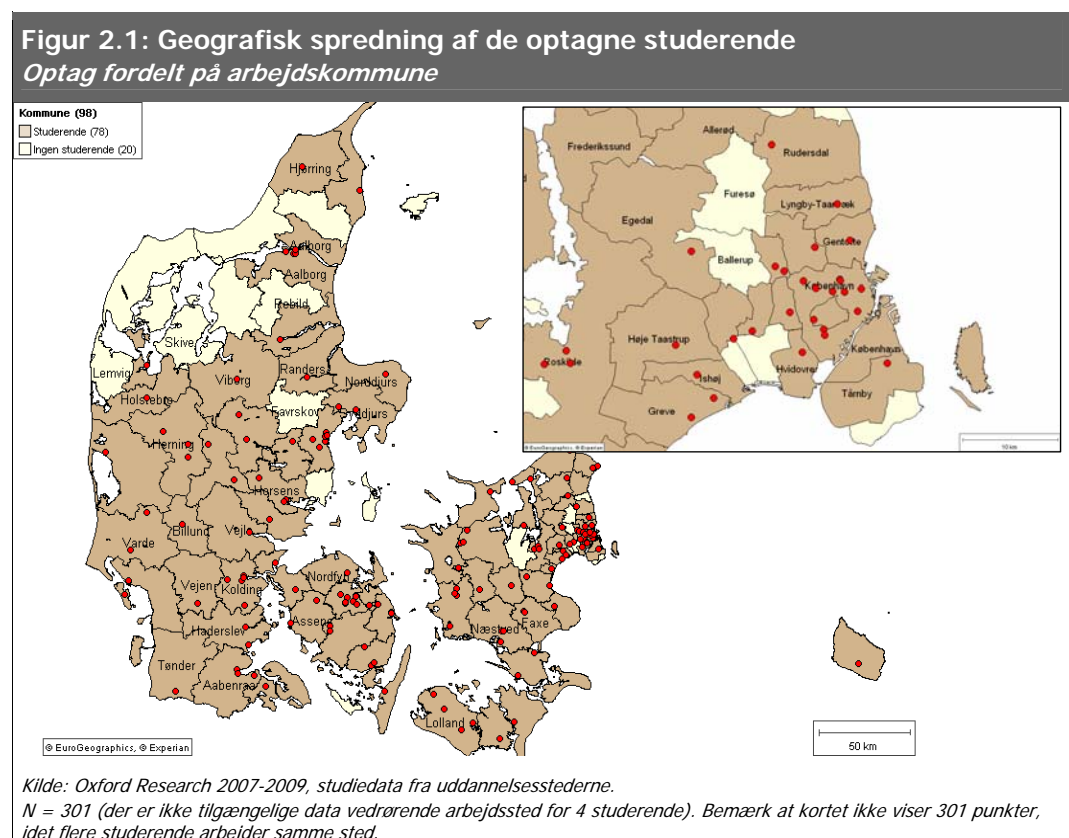 Figur 2.1: Geografisk spredning af de optagne studerende
Optag fordelt på arbejdskommune
Kommune (98)
Studerende (78)
Ingen studerende (20)
Hjørring
Aalborg
Aalborg
Rebild
Skive
Lemvig
Viborg
Randers
Norddjurs
Holstebro
Favrskov
Syddjurs
Herning
Horsens
Billund
Vejle
Varde
Vejen
Kolding
Nordfyn
Assens
Haderslev
Tønder
Aabenraa
Næstved
Faxe
Lolland
Allerød
Frederikssund
Rudersdal
Furesø
Egedal
Lyngby-Taarbæk
Gentofte
Ballerup
København
Høje Taastrup
København
Roskilde
Ishøj
Hvidovre
Tårnby
Greve
© EuroGeographics, © Experian
10 km
© EuroGeographics, © Experian
50 km
Kilde: Oxford Research 2007-2009, studiedata fra uddannelsesstederne.
N = 301 (der er ikke tilgængelige data vedrørende arbejdssted for 4 studerende). Bemærk at kortet ikke viser 301 punkter,
idet flere studerende arbejder samme sted.